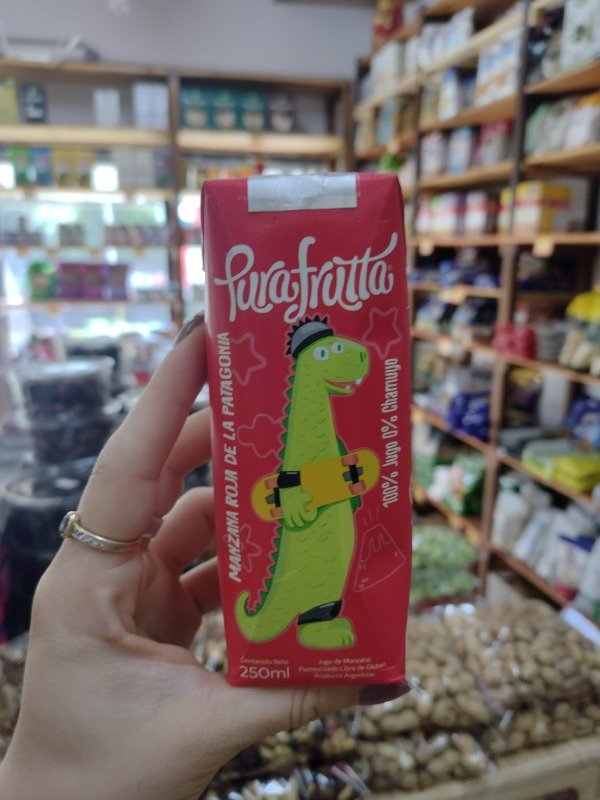 Purafrutta
MANZANA ROJA DE LA PATAGONIA
100% Jugo 0% Chamuyo
Contenido Neto
250ml
Jugo de Manzana
Pasteurizado Libre de Gluten
Producto Argentino